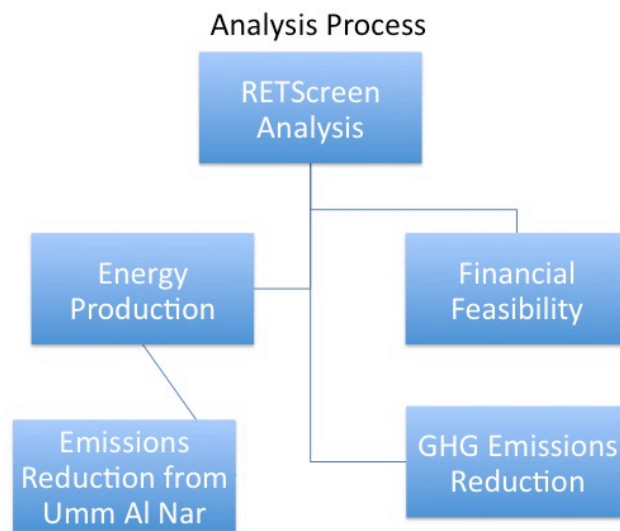 Analysis Process
RETScreen
Analysis
Energy
Production
Financial
Feasibility
Emissions
Reduction from
Umm Al Nar
GHG Emissions
Reduction